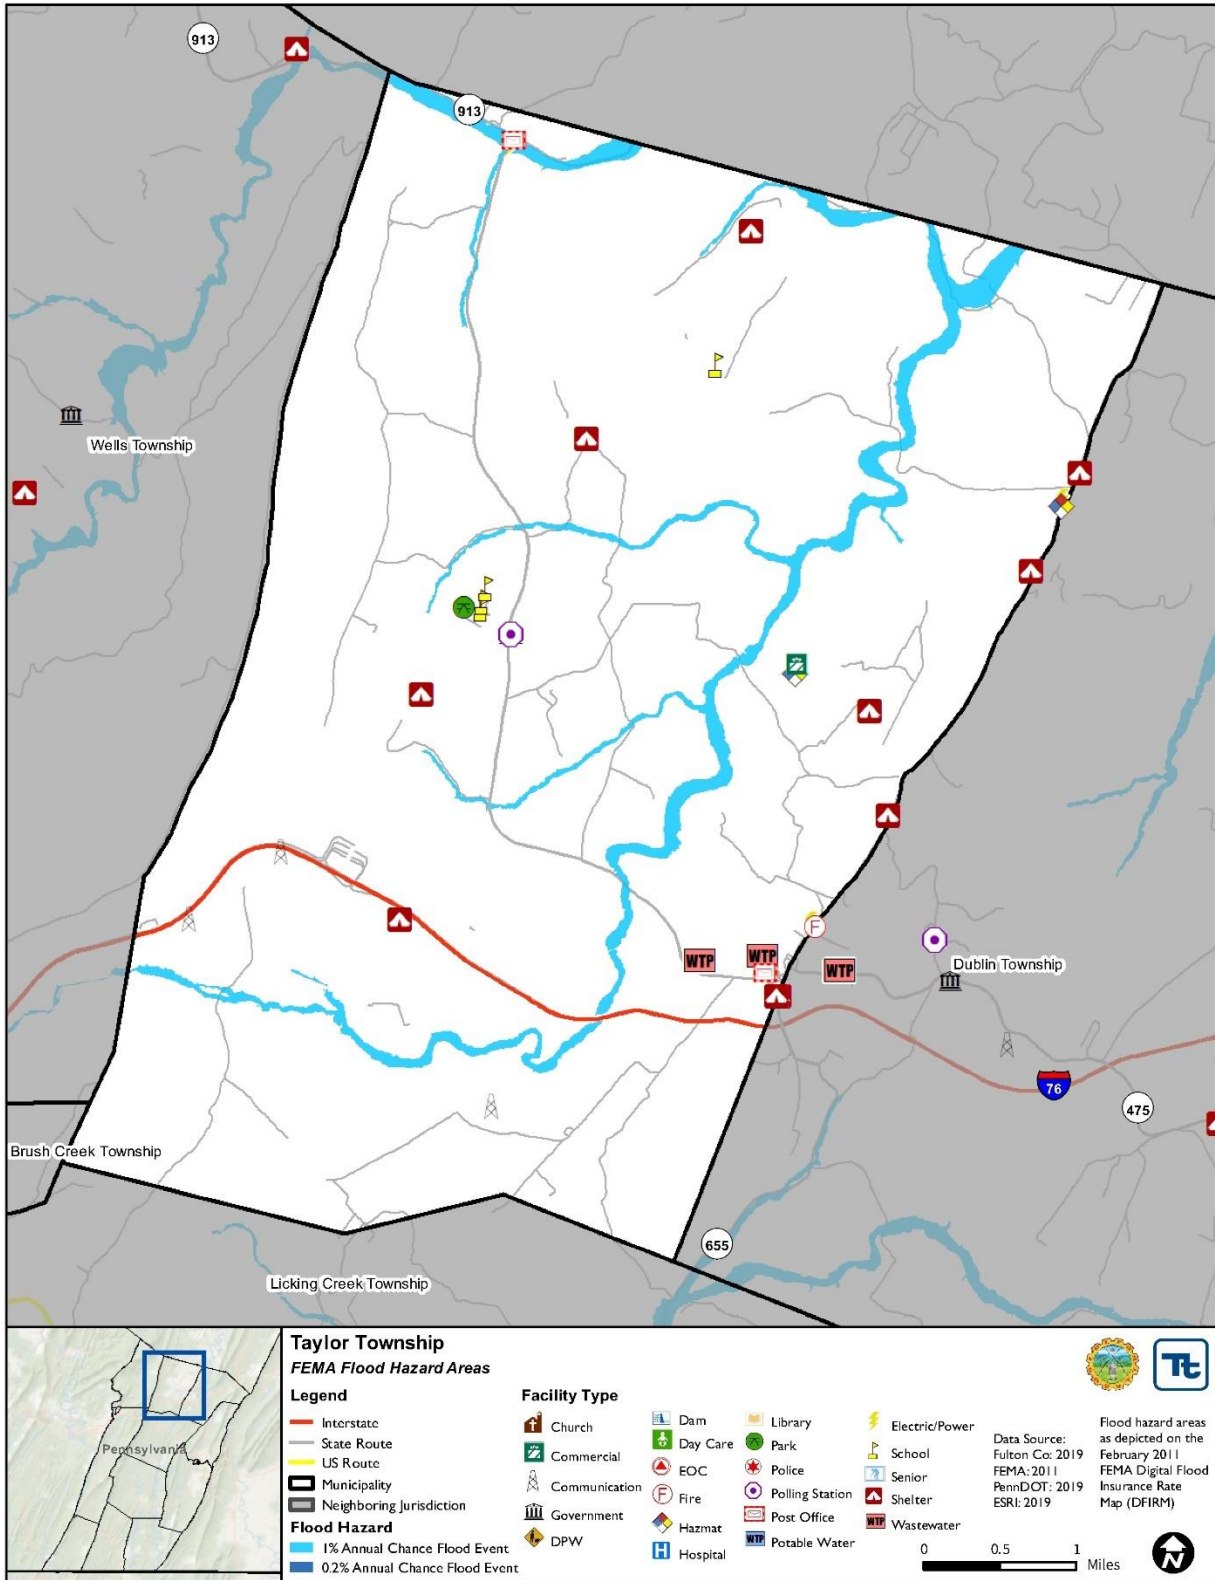 913
913
Wells Township
WTP
WTP
WTP
F
Dublin Township
76
475
Brush Creek Township
655
Licking Creek Township
Pennsylvania
Taylor Township
FEMA Flood Hazard Areas
Legend
Interstate
State Route
US Route
Municipality
Neighboring Jurisdiction
Flood Hazard
1% Annual Chance Flood Event
0.2% Annual Chance Flood Event
Facility Type
Church
Commercial
Communication
Government
DPW
Dam
Day Care
EOC
F Fire
Hazmat
H Hospital
Library
Park
Police
Polling Station
Post Office
WTP Potable Water
Electric/Power
School
Senior
Shelter
WTP Wastewater
Data Source:
Fulton Co: 2019
FEMA: 2011
PennDOT: 2019
ESRI: 2019
Tt
Flood hazard areas
as depicted on the
February 2011
FEMA Digital Flood
Insurance Rate
Map (DFIRM)
0 0.5 1
Miles
N